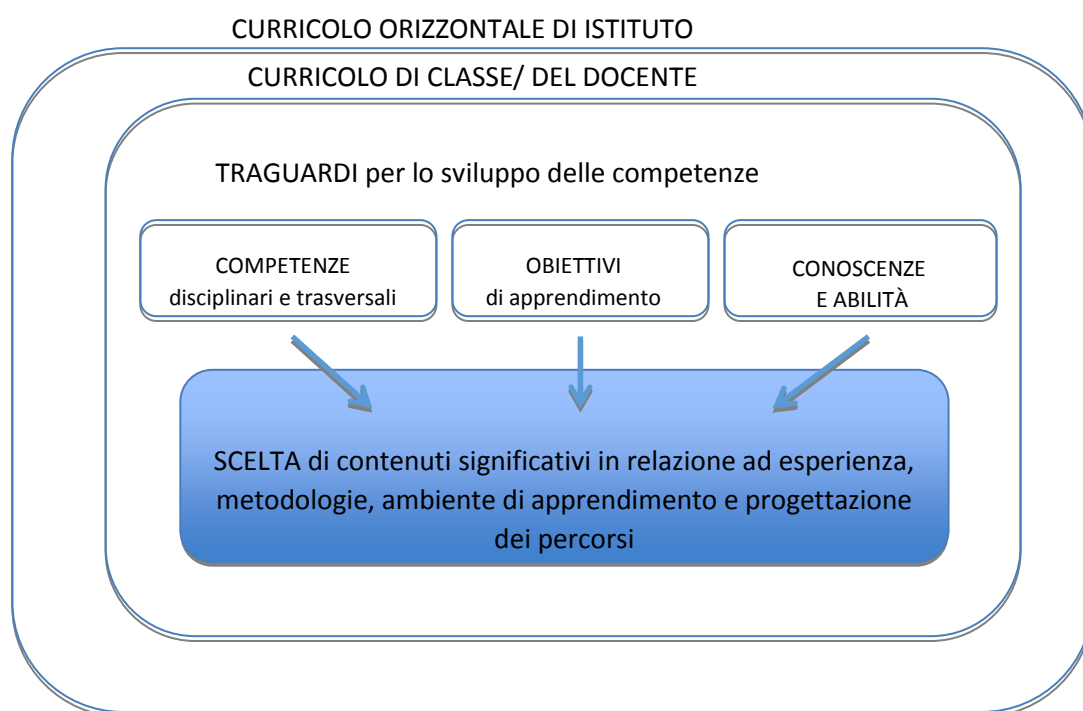 CURRICOLO ORIZZONTALE DI ISTITUTO
CURRICOLO DI CLASSE/ DEL DOCENTE
TRAGUARDI per lo sviluppo delle competenze
COMPETENZE
disciplinari e trasversali
OBIETTIVI
di apprendimento
CONOSCENZE
E ABILITÀ
SCELTA di contenuti significativi in relazione ad esperienza,
metodologie, ambiente di apprendimento e progettazione
dei percorsi